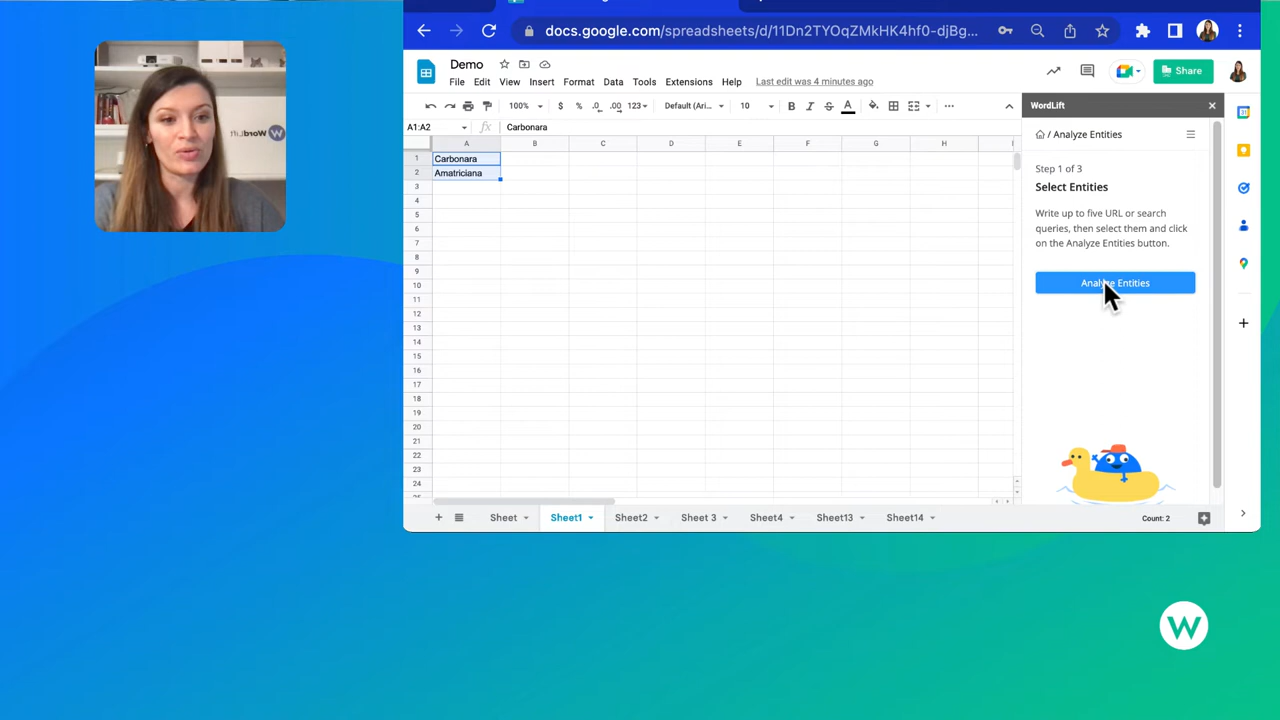 docs.google.com/spreadsheets/d/11Dn2TYOqZMkHK4hf0-djBg...
Demo
File Edit View Insert Format Data Tools Extensions Help Last edit was 4 minutes ago
Share
100% $ % .0 .00 123 Default (Ari... 10 B I S A
WordLift
A1:A2 fx Carbonara
/ Analyze Entities
A B C D E F G H
1 Carbonara
2 Amatriciana
3
4
5
6
7
8
9
10
11
12
13
14
15
16
17
18
19
20
21
22
23
24
Step 1 of 3
Select Entities
Write up to five URL or search
queries, then select them and click
on the Analyze Entities button.
Analyze Entities
Sheet Sheet1 Sheet2 Sheet 3 Sheet4 Sheet13 Sheet14 Count: 2
WordLift
W